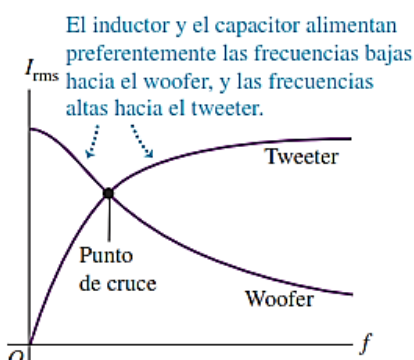 El inductor y el capacitor alimentan
preferentemente las frecuencias bajas
hacia el woofer, y las frecuencias
altas hacia el tweeter.
I rms
Tweeter
Punto
de cruce
Woofer
f
O